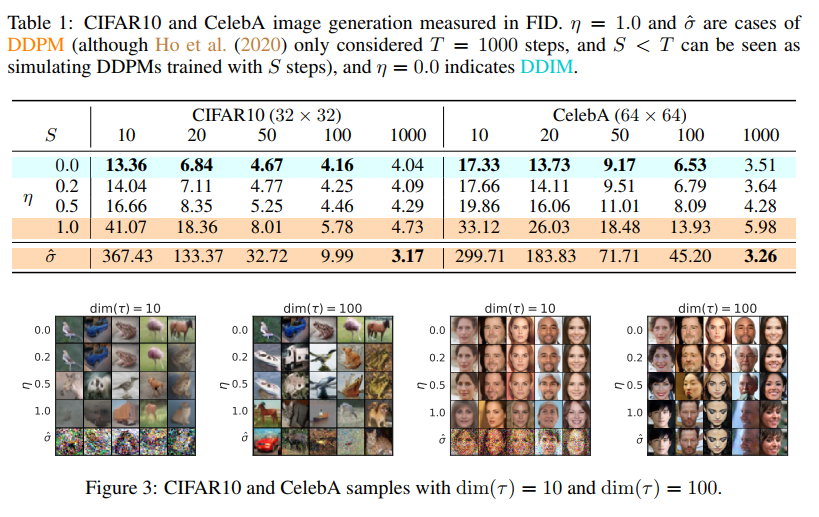 Table 1: CIFAR10 and CelebA image generation measured in FID. η = 1.0 and σ̂ are cases of
DDPM (although Ho et al. (2020) only considered T = 1000 steps, and S < T can be seen as
simulating DDPMs trained with S steps), and η = 0.0 indicates DDIM.
CIFAR10 (32 × 32) CelebA (64 × 64)
S 10 20 50 100 1000 10 20 50 100 1000
0.0 13.36 6.84 4.67 4.16 4.04 17.33 13.73 9.17 6.53 3.51
η 0.2 14.04 7.11 4.77 4.25 4.09 17.66 14.11 9.51 6.79 3.64
0.5 16.66 8.35 5.25 4.46 4.29 19.86 16.06 11.01 8.09 4.28
1.0 41.07 18.36 8.01 5.78 4.73 33.12 26.03 18.48 13.93 5.98
σ̂ 367.43 133.37 32.72 9.99 3.17 299.71 183.83 71.71 45.20 3.26
dim(τ) = 10 dim(τ) = 100 dim(τ) = 10 dim(τ) = 100
0.0 0.0 0.0 0.0
0.2 0.2 0.2 0.2
η 0.5 η 0.5 η 0.5 η 0.5
1.0 1.0 1.0 1.0
σ̂ σ̂ σ̂ σ̂
Figure 3: CIFAR10 and CelebA samples with dim(τ) = 10 and dim(τ) = 100.